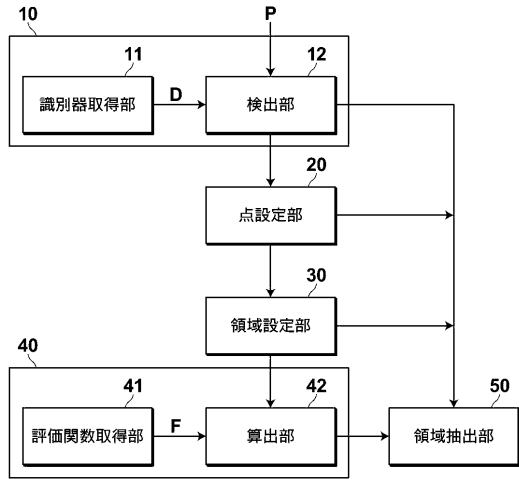 10
P
11
12
識別器取得部
D
検出部
20
点設定部
30
領域設定部
40
41
42
50
評価関数取得部
F
算出部
領域抽出部